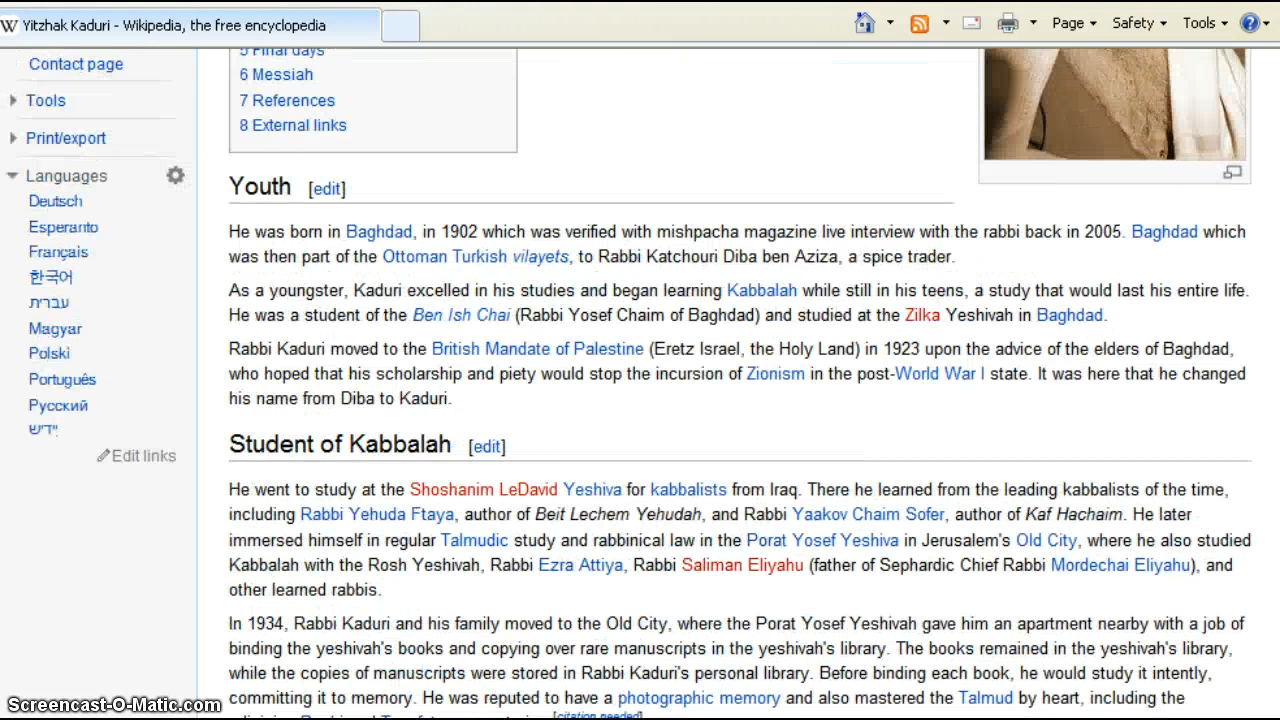 W Yitzhak Kaduri - Wikipedia, the free encyclopedia
Page Safety Tools
Contact page
Tools
Print/export
Languages
Deutsch
Esperanto
Français
한국어
עברית
Magyar
Polski
Português
Русский
ייִדיש
Edit links
5 Final days
6 Messiah
7 References
8 External links
Youth [edit]
He was born in Baghdad, in 1902 which was verified with mishpacha magazine live interview with the rabbi back in 2005. Baghdad which
was then part of the Ottoman Turkish vilayets, to Rabbi Katchouri Diba ben Aziza, a spice trader.
As a youngster, Kaduri excelled in his studies and began learning Kabbalah while still in his teens, a study that would last his entire life.
He was a student of the Ben Ish Chai (Rabbi Yosef Chaim of Baghdad) and studied at the Zilka Yeshivah in Baghdad.
Rabbi Kaduri moved to the British Mandate of Palestine (Eretz Israel, the Holy Land) in 1923 upon the advice of the elders of Baghdad,
who hoped that his scholarship and piety would stop the incursion of Zionism in the post-World War I state. It was here that he changed
his name from Diba to Kaduri.
Student of Kabbalah [edit]
He went to study at the Shoshanim LeDavid Yeshiva for kabbalists from Iraq. There he learned from the leading kabbalists of the time,
including Rabbi Yehuda Ftaya, author of Beit Lechem Yehudah, and Rabbi Yaakov Chaim Sofer, author of Kaf Hachaim. He later
immersed himself in regular Talmudic study and rabbinical law in the Porat Yosef Yeshiva in Jerusalem's Old City, where he also studied
Kabbalah with the Rosh Yeshivah, Rabbi Ezra Attiya, Rabbi Saliman Eliyahu (father of Sephardic Chief Rabbi Mordechai Eliyahu), and
other learned rabbis.
In 1934, Rabbi Kaduri and his family moved to the Old City, where the Porat Yosef Yeshivah gave him an apartment nearby with a job of
binding the yeshivah's books and copying over rare manuscripts in the yeshivah's library. The books remained in the yeshivah's library,
while the copies of manuscripts were stored in Rabbi Kaduri's personal library. Before binding each book, he would study it intently,
committing it to memory. He was reputed to have a photographic memory and also mastered the Talmud by heart, including the
[citation needed]
Screencast-O-Matic.com